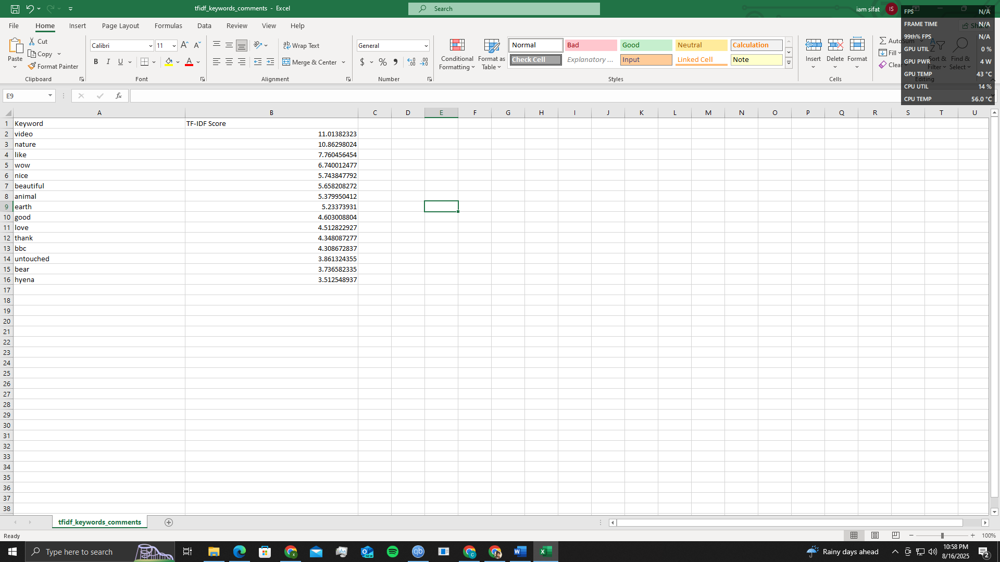 tfidf_keywords_comments - Excel
Search
iam sifat IS
File Home Insert Page Layout Formulas Data Review View Help
Share
FPS N/A
FRAME TIME N/A
99th% FPS N/A
GPU UTIL 0 %
GPU PWR 4 W
GPU TEMP 43 °C
CPU UTIL 14 %
CPU TEMP 56.0 °C
Paste
Cut
Copy
Format Painter
Clipboard
Calibri 11
B I U
Font
Wrap Text
Merge & Center
Alignment
General
$ % 9
Number
Conditional Formatting
Format as Table
Normal Bad Good Neutral Calculation
Check Cell Explanatory ... Input Linked Cell Note
Styles
Insert Delete Format
Cells
AutoSum
Fill
Clear
Sort & Filter
Find & Select
Editing
E9 fx
A B C D E F G H I J K L M N O P Q R S T U
1 Keyword TF-IDF Score
2 video 11.01382323
3 nature 10.86298024
4 like 7.760456454
5 wow 6.740012477
6 nice 5.743847792
7 beautiful 5.658208272
8 animal 5.379950412
9 earth 5.23373931
10 good 4.603008804
11 love 4.512822927
12 thank 4.348087277
13 bbc 4.308672837
14 untouched 3.861324355
15 bear 3.736582335
16 hyena 3.512548937
17
18
19
20
21
22
23
24
25
26
27
28
29
30
31
32
33
34
35
36
37
38
tfidf_keywords_comments
Ready
100%
Type here to search
Rainy days ahead
10:58 PM
8/16/2025
2